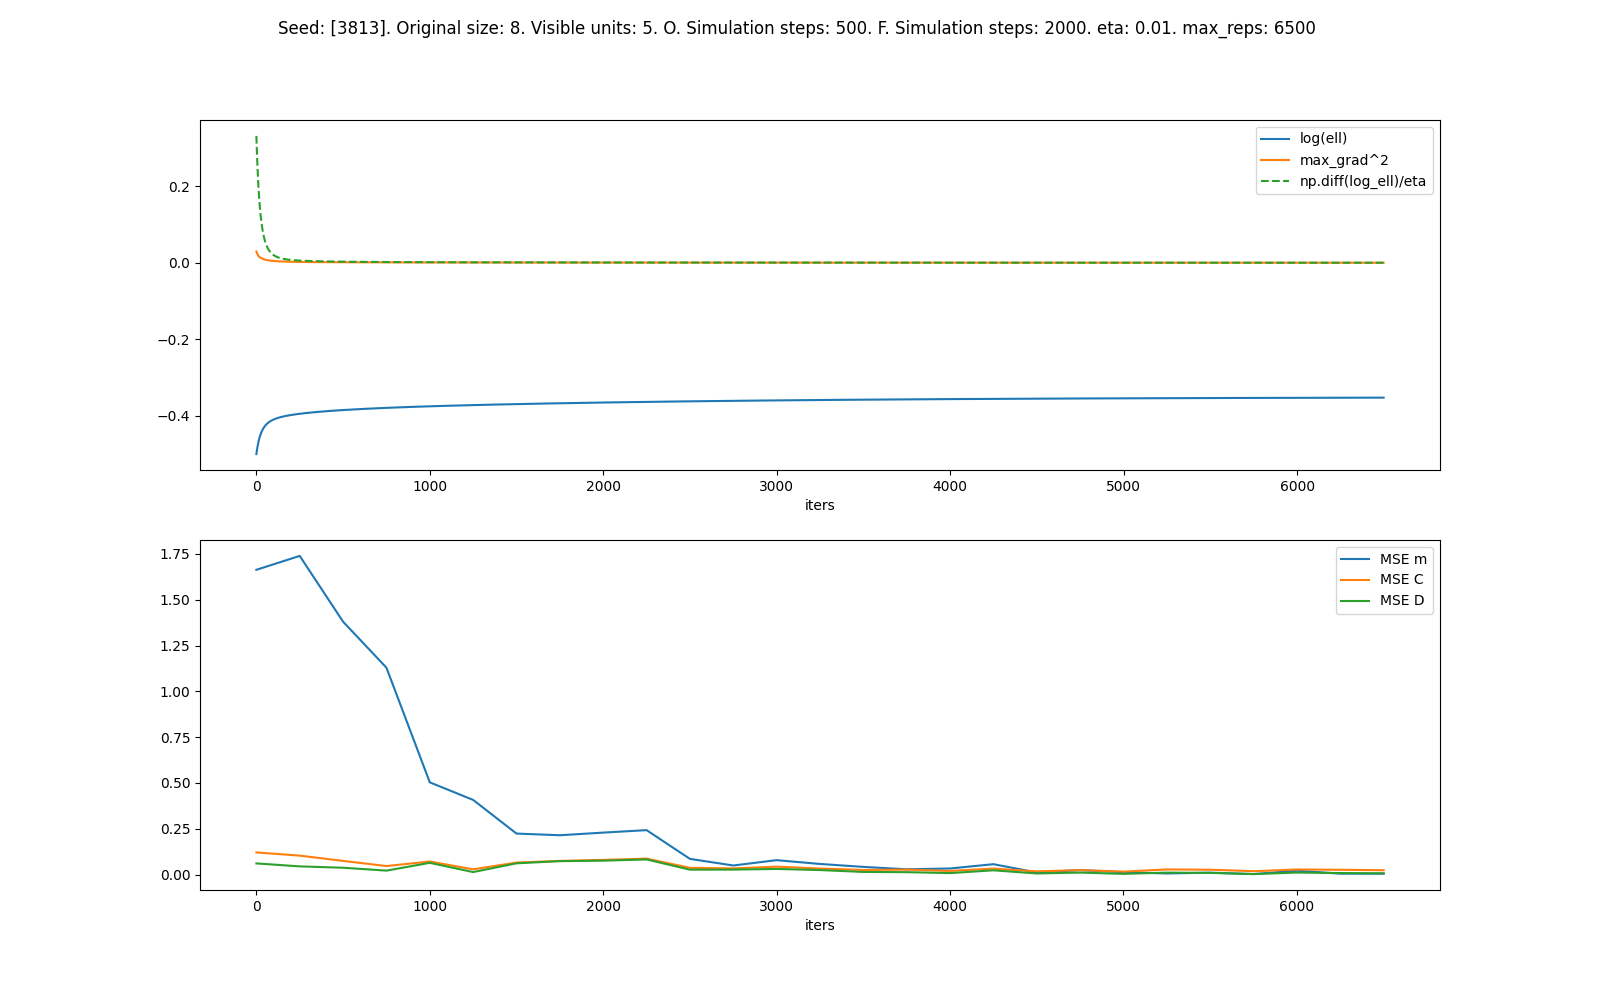 Seed: [3813]. Original size: 8. Visible units: 5. O. Simulation steps: 500. F. Simulation steps: 2000. eta: 0.01. max_reps: 6500
log(ell)
max_grad^2
np.diff(log_ell)/eta
0.2
0.0
−0.2
−0.4
0 1000 2000 3000 4000 5000 6000
iters
MSE m
MSE C
MSE D
1.75
1.50
1.25
1.00
0.75
0.50
0.25
0.00
0 1000 2000 3000 4000 5000 6000
iters